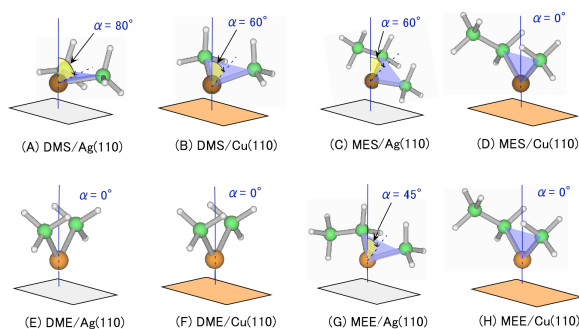 α= 80°
α= 60°
α= 60°
α= 0°
(A) DMS/Ag(110)
(B) DMS/Cu(110)
(C) MES/Ag(110)
(D) MES/Cu(110)
α= 0°
α= 0°
α= 45°
α= 0°
(E) DME/Ag(110)
(F) DME/Cu(110)
(G) MEE/Ag(110)
(H) MEE/Cu(110)